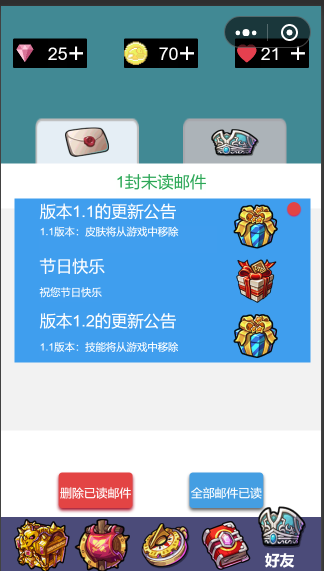 25+ 70+ 21 +
1封未读邮件
版本1.1的更新公告
1.1版本：皮肤将从游戏中移除
节日快乐
祝您节日快乐
版本1.2的更新公告
1.1版本：技能将从游戏中移除
删除已读邮件 全部邮件已读
好友